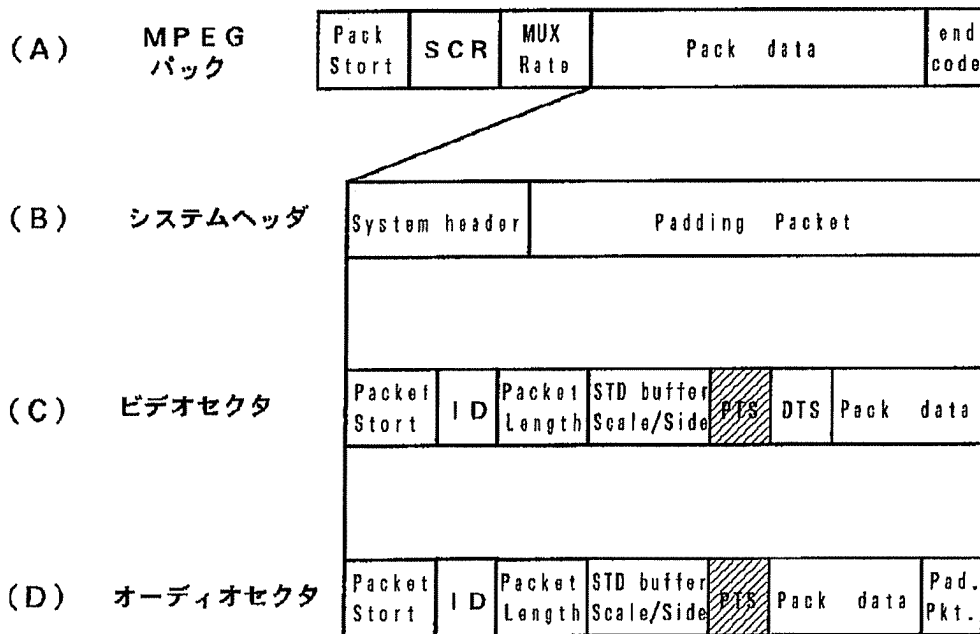 (A) MPEG パック
Pack Stort
SCR
MUX Rate
Pack data
end code
(B) システムヘッダ
System header
Padding Packet
(C) ビデオセクタ
Packet Stort
ID
Packet Length
STD buffer Scale/Side
PTS
DTS
Pack data
(D) オーディオセクタ
Packet Stort
ID
Packet Length
STD buffer Scale/Side
PTS
Pack data
Pad. Pkt.